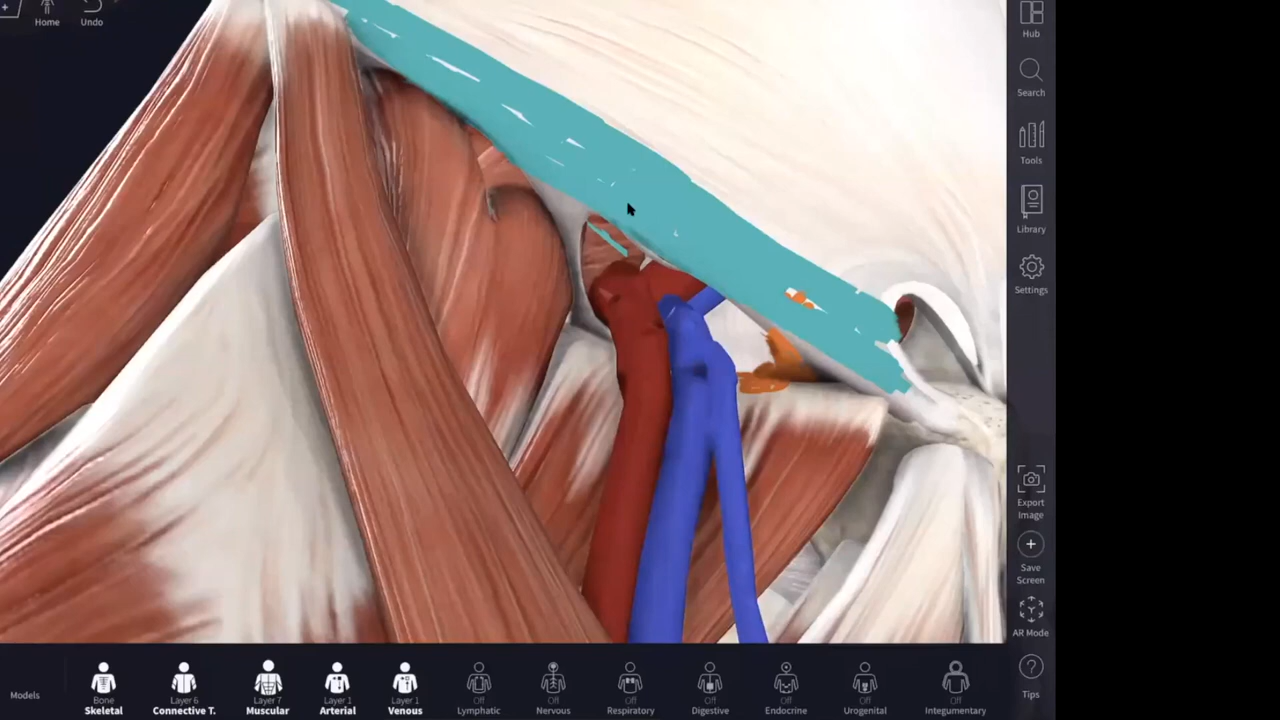 Home
Undo
Hub
Search
Tools
Library
Settings
Export
Image
Save
Screen
AR Mode
Tips
Models
Bone
Skeletal
Layer 6
Connective T.
Layer 7
Muscular
Layer 1
Arterial
Layer 1
Venous
Off
Lymphatic
Off
Nervous
Off
Respiratory
Off
Digestive
Off
Endocrine
Off
Urogenital
Off
Integumentary